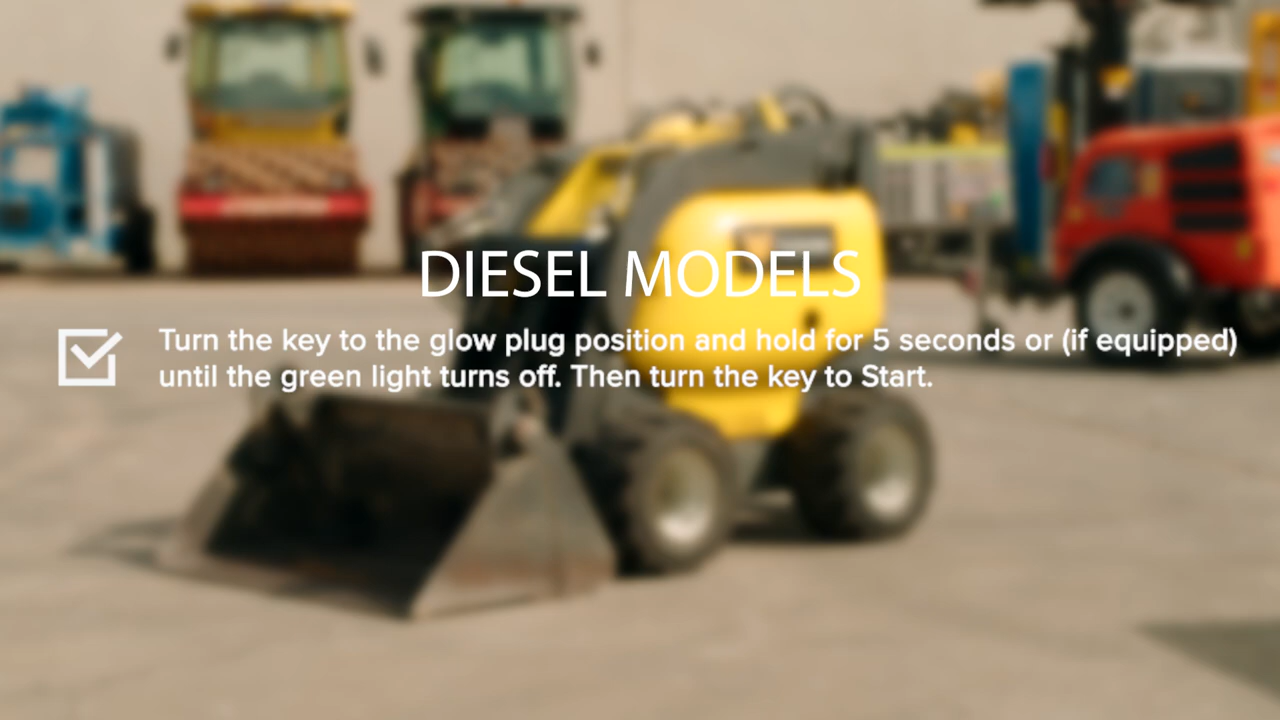 DIESEL MODELS
Turn the key to the glow plug position and hold for 5 seconds or (if equipped)
until the green light turns off. Then turn the key to Start.